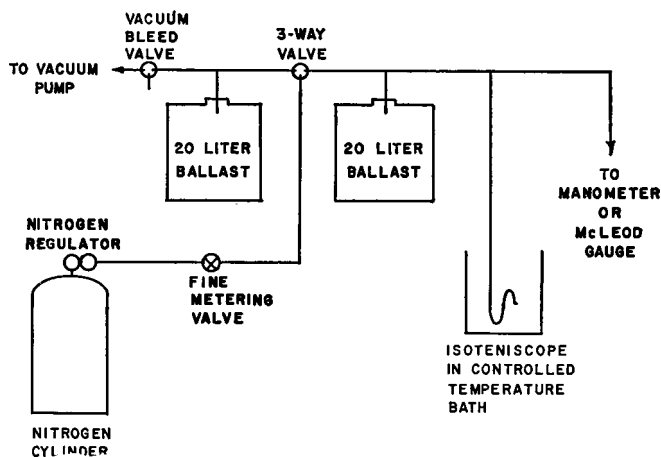 VACUUM
BLEED
VALVE
3-WAY
VALVE
TO VACUUM
PUMP
20 LITER
BALLAST
20 LITER
BALLAST
TO
MANOMETER
OR
McLEOD
GAUGE
NITROGEN
REGULATOR
FINE
METERING
VALVE
ISOTENISCOPE
IN CONTROLLED
TEMPERATURE
BATH
NITROGEN
CYLINDER